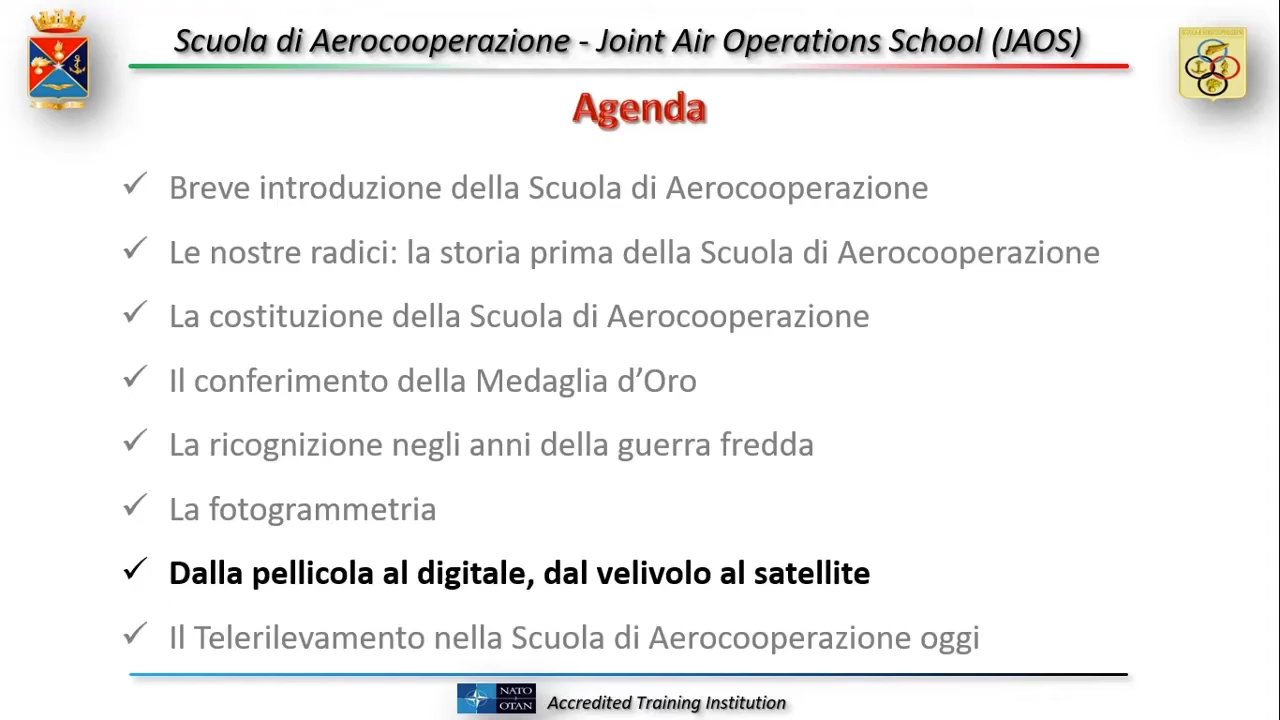 Scuola di Aerocooperazione - Joint Air Operations School (JAOS)
Agenda
✓ Breve introduzione della Scuola di Aerocooperazione
✓ Le nostre radici: la storia prima della Scuola di Aerocooperazione
✓ La costituzione della Scuola di Aerocooperazione
✓ Il conferimento della Medaglia d’Oro
✓ La ricognizione negli anni della guerra fredda
✓ La fotogrammetria
✓ Dalla pellicola al digitale, dal velivolo al satellite
✓ Il Telerilevamento nella Scuola di Aerocooperazione oggi
NATO
OTAN
Accredited Training Institution